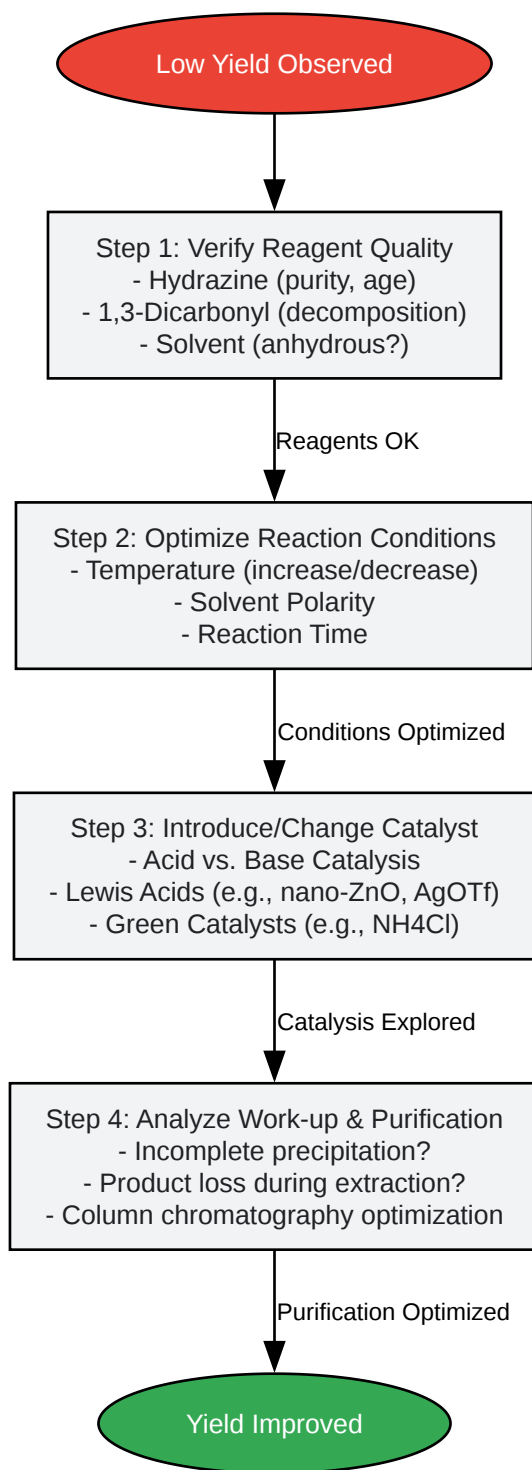 Low Yield Observed
Step 1: Verify Reagent Quality
- Hydrazine (purity, age)
- 1,3-Dicarbonyl (decomposition)
- Solvent (anhydrous?)
Reagents OK
Step 2: Optimize Reaction Conditions
- Temperature (increase/decrease)
- Solvent Polarity
- Reaction Time
Conditions Optimized
Step 3: Introduce/Change Catalyst
- Acid vs. Base Catalysis
- Lewis Acids (e.g., nano-ZnO, AgOTf)
- Green Catalysts (e.g., NH4Cl)
Catalysis Explored
Step 4: Analyze Work-up & Purification
- Incomplete precipitation?
- Product loss during extraction?
- Column chromatography optimization
Purification Optimized
Yield Improved